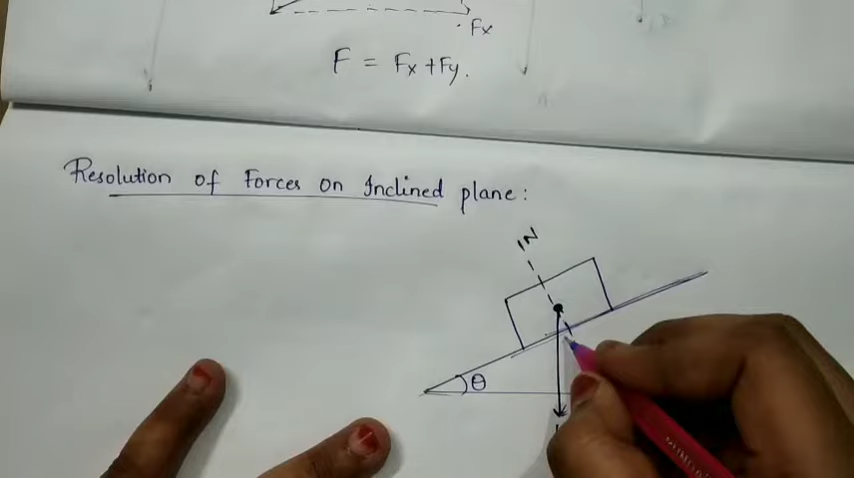 Fx
F = Fx + Fy.
Resolution of Forces on Inclined plane:
N
θ